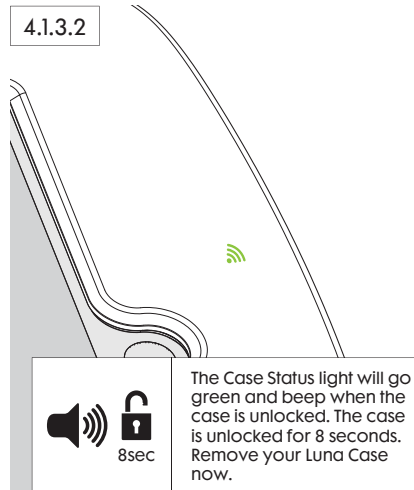 4.1.3.2
8sec
The Case Status light will go
green and beep when the
case is unlocked. The case
is unlocked for 8 seconds.
Remove your Luna Case
now.